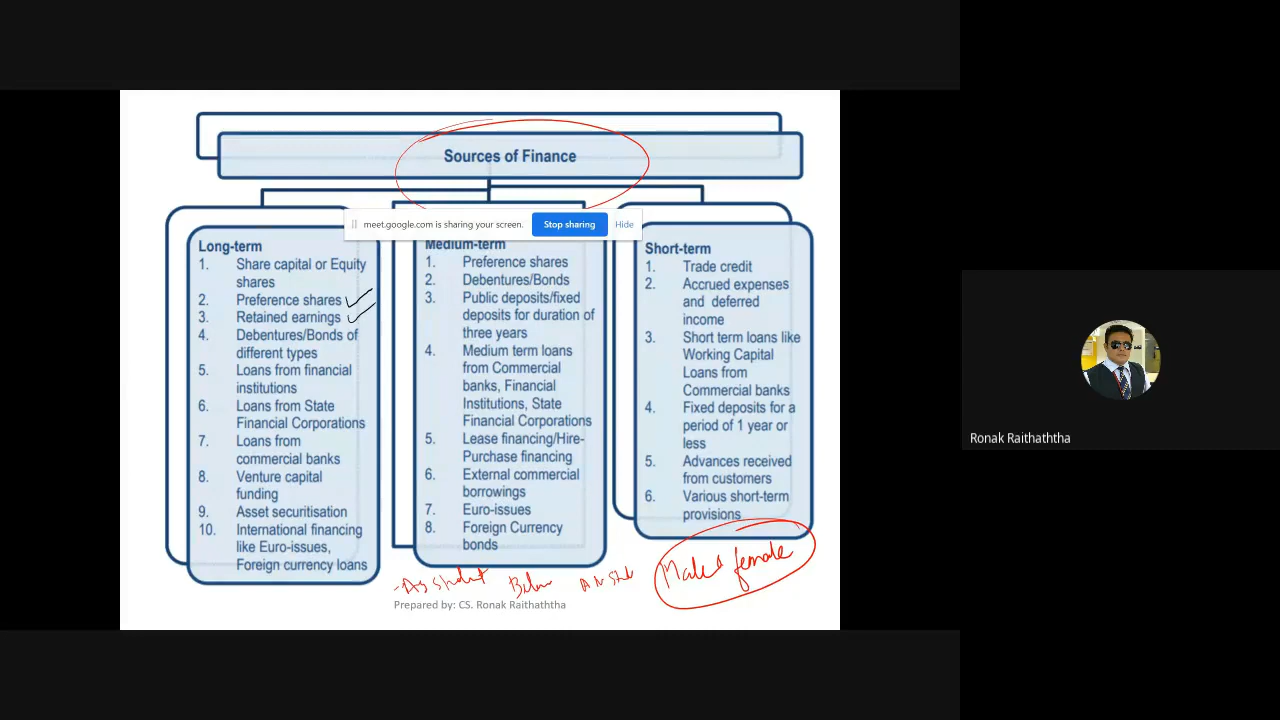 Sources of Finance
meet.google.com is sharing your screen. Stop sharing Hide
Long-term
1. Share capital or Equity
shares
2. Preference shares
3. Retained earnings
4. Debentures/Bonds of
different types
5. Loans from financial
institutions
6. Loans from State
Financial Corporations
7. Loans from
commercial banks
8. Venture capital
funding
9. Asset securitisation
10. International financing
like Euro-issues,
Foreign currency loans
Medium-term
1. Preference shares
2. Debentures/Bonds
3. Public deposits/fixed
deposits for duration of
three years
4. Medium term loans
from Commercial
banks, Financial
Institutions, State
Financial Corporations
5. Lease financing/Hire-
Purchase financing
6. External commercial
borrowings
7. Euro-issues
8. Foreign Currency
bonds
Short-term
1. Trade credit
2. Accrued expenses
and deferred
income
3. Short term loans like
Working Capital
Loans from
Commercial banks
4. Fixed deposits for a
period of 1 year or
less
5. Advances received
from customers
6. Various short-term
provisions
Male female
Prepared by: CS. Ronak Raithaththa
Ronak Raithaththa